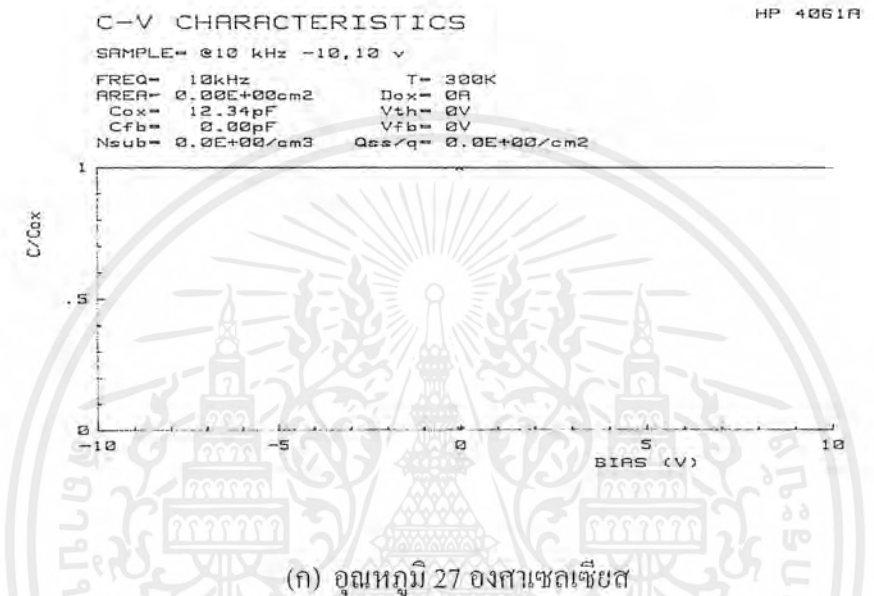 HP 4061A
C-V CHARACTERISTICS
SAMPLE= @10 kHz -10,10 v
FREQ= 10kHz T= 300K
AREA= 0.00E+00cm2 Dox= 0A
Cox= 12.34pF Vth= 0V
Cfb= 0.00pF Vfb= 0V
Nsub= 0.0E+00/cm3 Qss/q= 0.0E+00/cm2
1
C/Cox
.5
0
-10 -5 0 5 10
BIAS (V)
(ค) อุณหภูมิ 27 องศาเซลเซียส